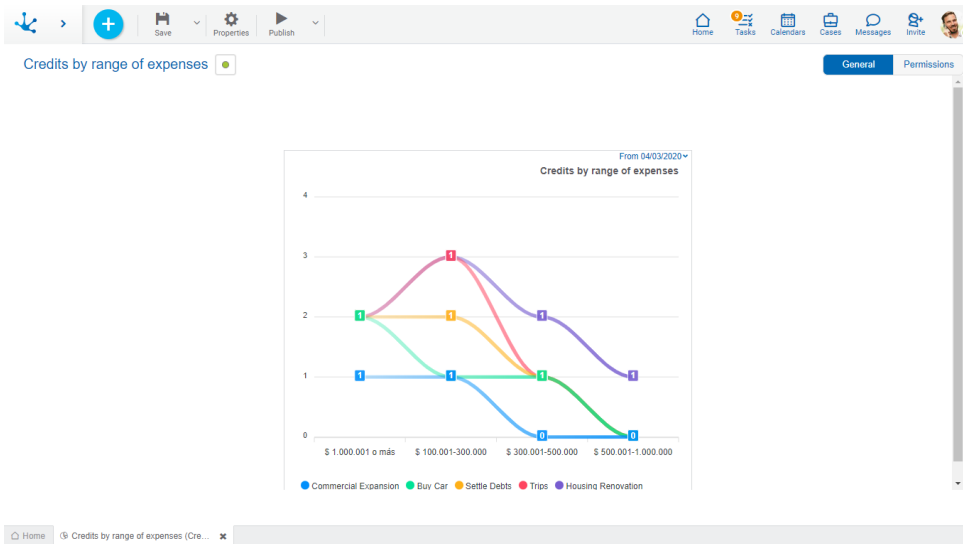 Save
Properties
Publish
Home
9
Tasks
Calendars
Cases
Messages
Invite
Credits by range of expenses
General
Permissions
From 04/03/2020
Credits by range of expenses
4
3
1
2
1
1
1
1
1
1
1
1
1
0
0
0
$ 1.000.001 o más
$ 100.001-300.000
$ 300.001-500.000
$ 500.001-1.000.000
Commercial Expansion
Buy Car
Settle Debts
Trips
Housing Renovation
Home
Credits by range of expenses (Cre...